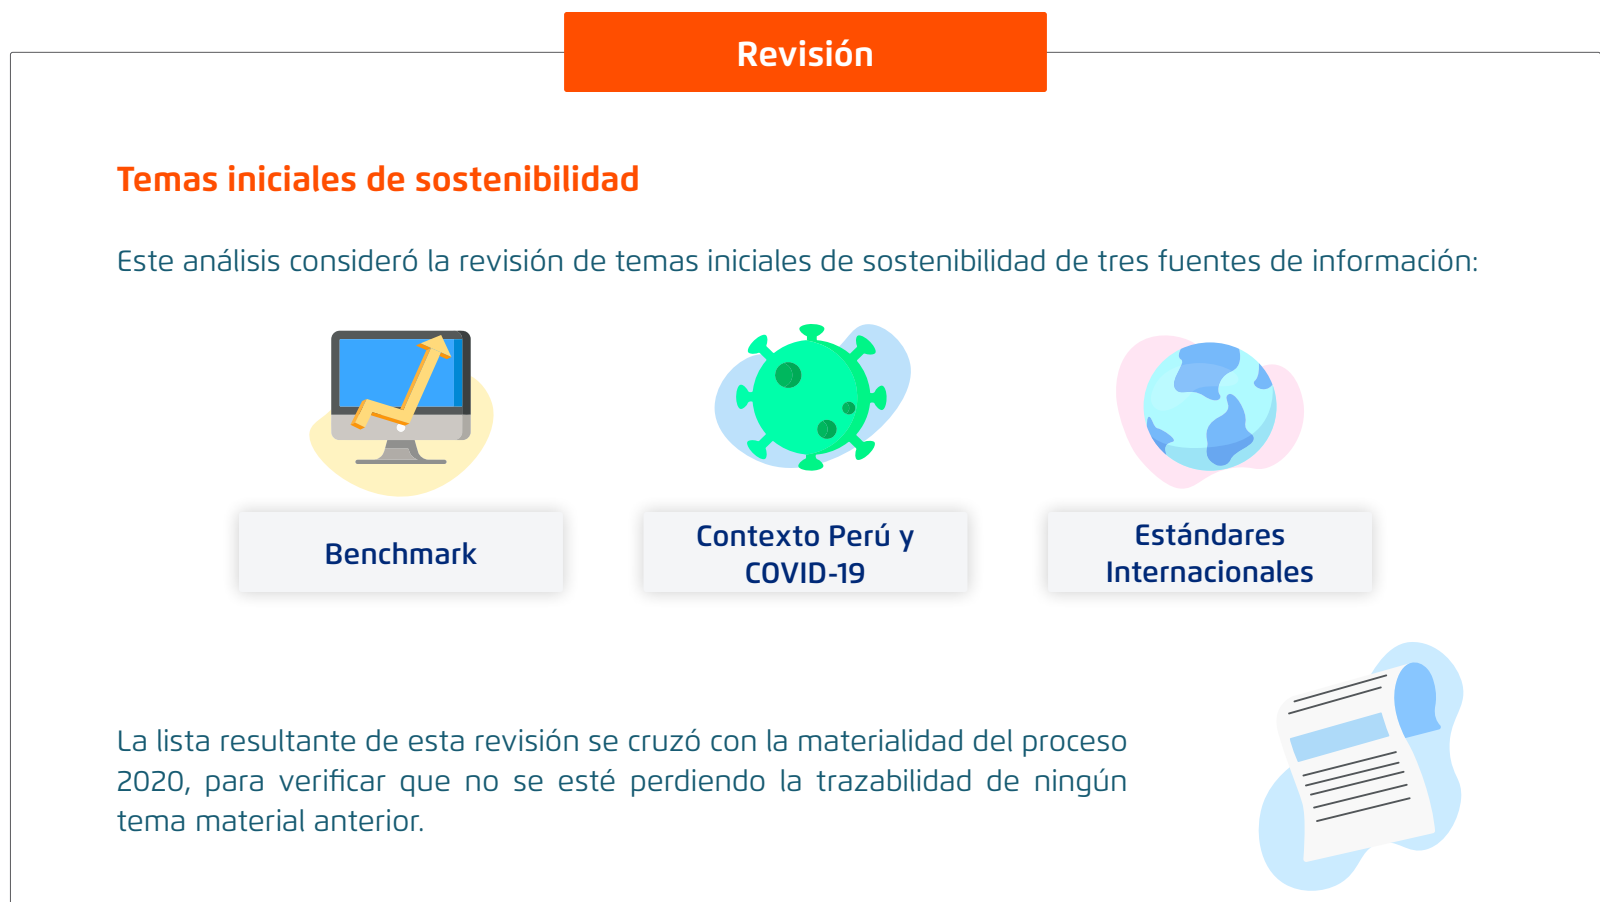 Revisión
Temas iniciales de sostenibilidad
Este análisis consideró la revisión de temas iniciales de sostenibilidad de tres fuentes de información:
Benchmark
Contexto Perú y
COVID-19
Estándares
Internacionales
La lista resultante de esta revisión se cruzó con la materialidad del proceso
2020, para verificar que no se esté perdiendo la trazabilidad de ningún
tema material anterior.